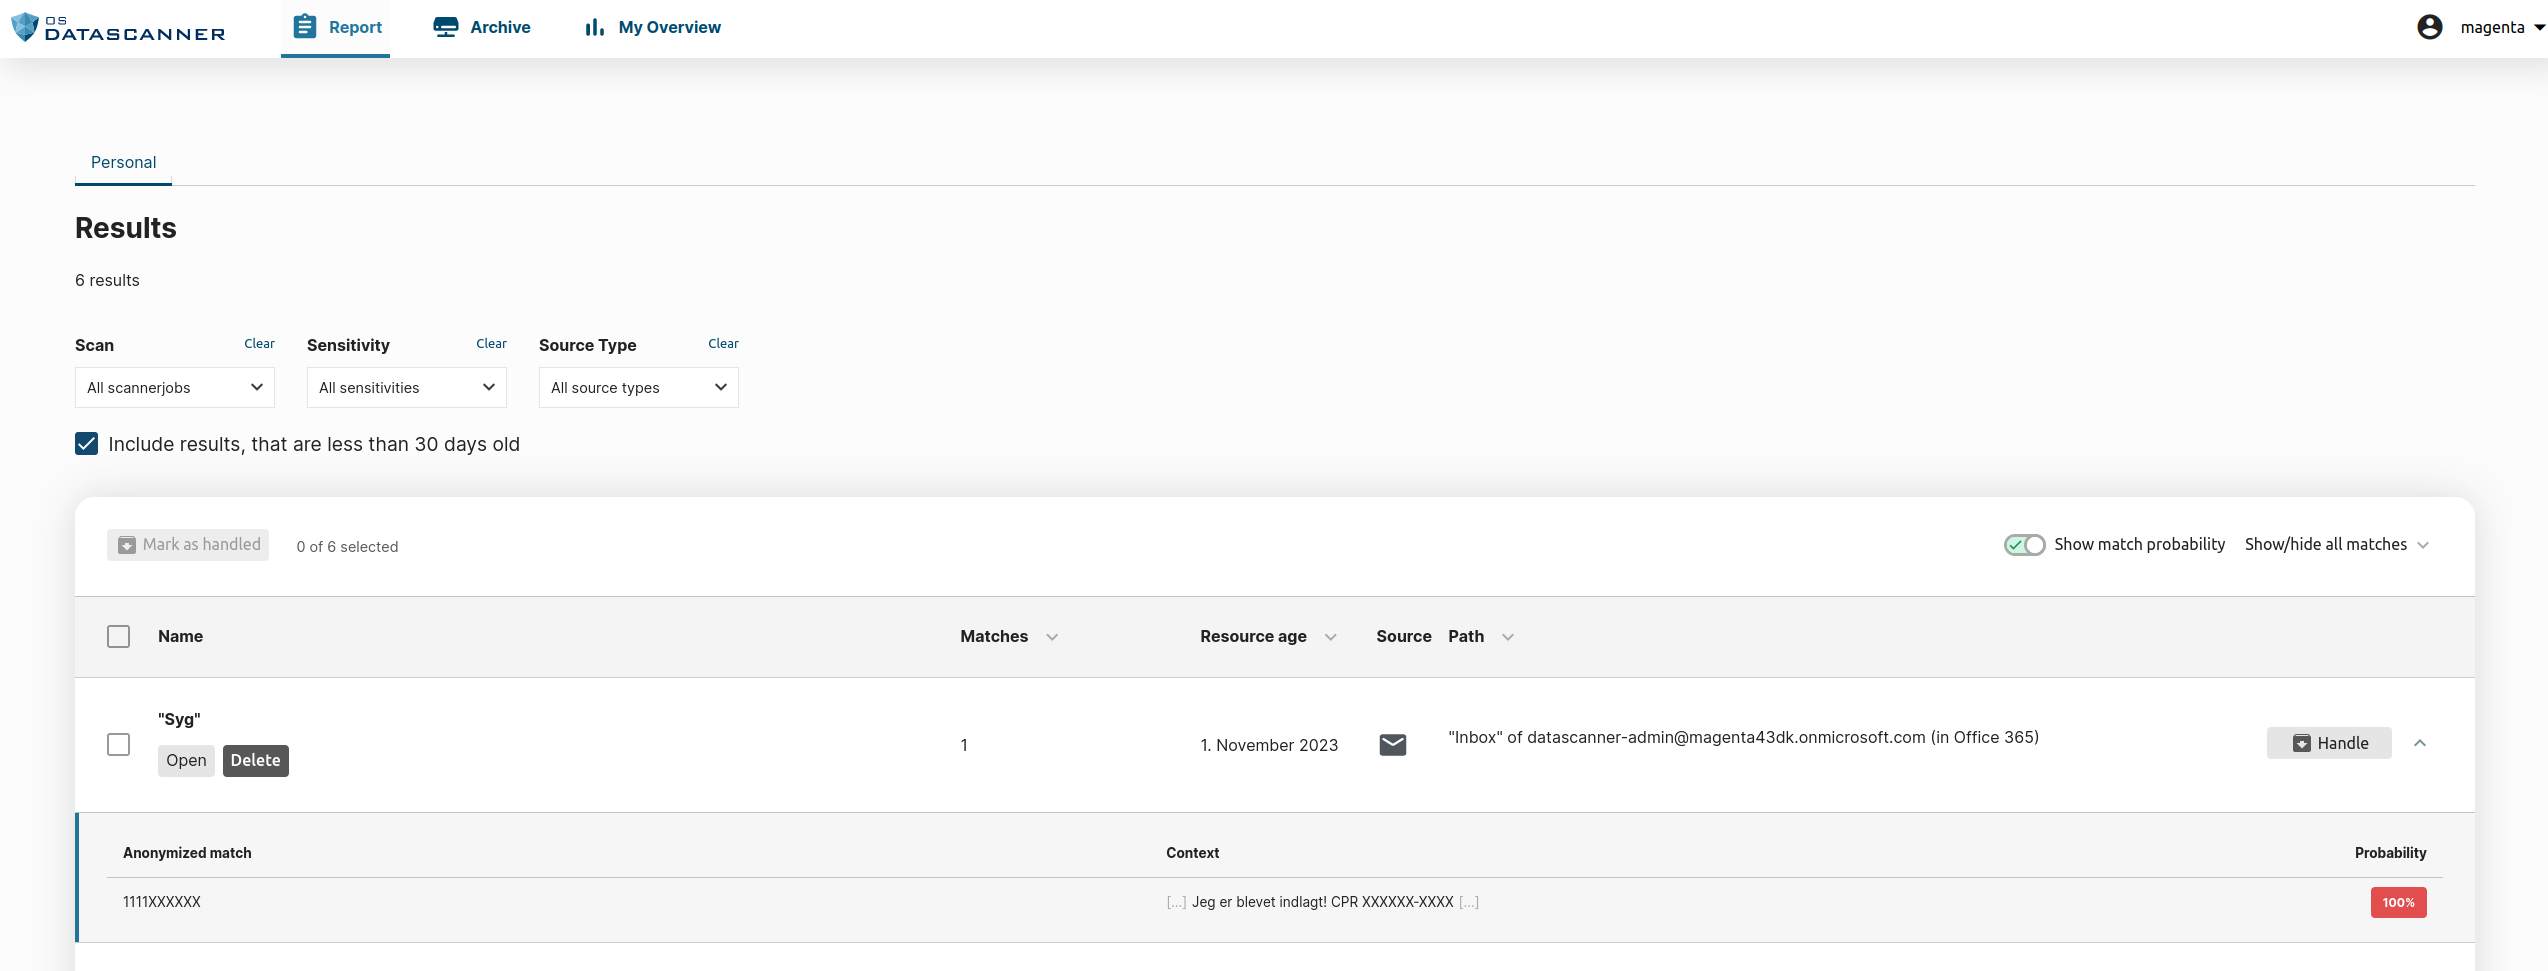 OS
DATASCANNER
Report
Archive
My Overview
magenta
Personal
Results
6 results
Scan
Clear
Sensitivity
Clear
Source Type
Clear
All scannerjobs
All sensitivities
All source types
Include results, that are less than 30 days old
Mark as handled
0 of 6 selected
Show match probability
Show/hide all matches
Name
Matches
Resource age
Source
Path
"Syg"
Open
Delete
1
1. November 2023
"Inbox" of datascanner-admin@magenta43dk.onmicrosoft.com (in Office 365)
Handle
Anonymized match
Context
Probability
1111XXXXXX
[...] Jeg er blevet indlagt! CPR XXXXXX-XXXX [...]
100%